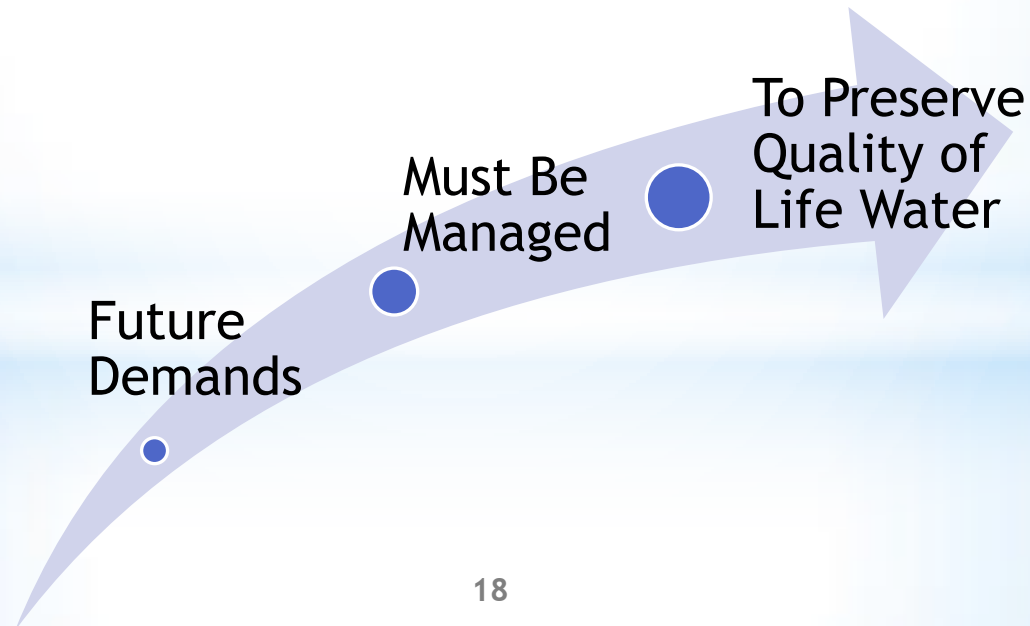 Future
Demands
Must Be
Managed
To Preserve
Quality of
Life Water
18